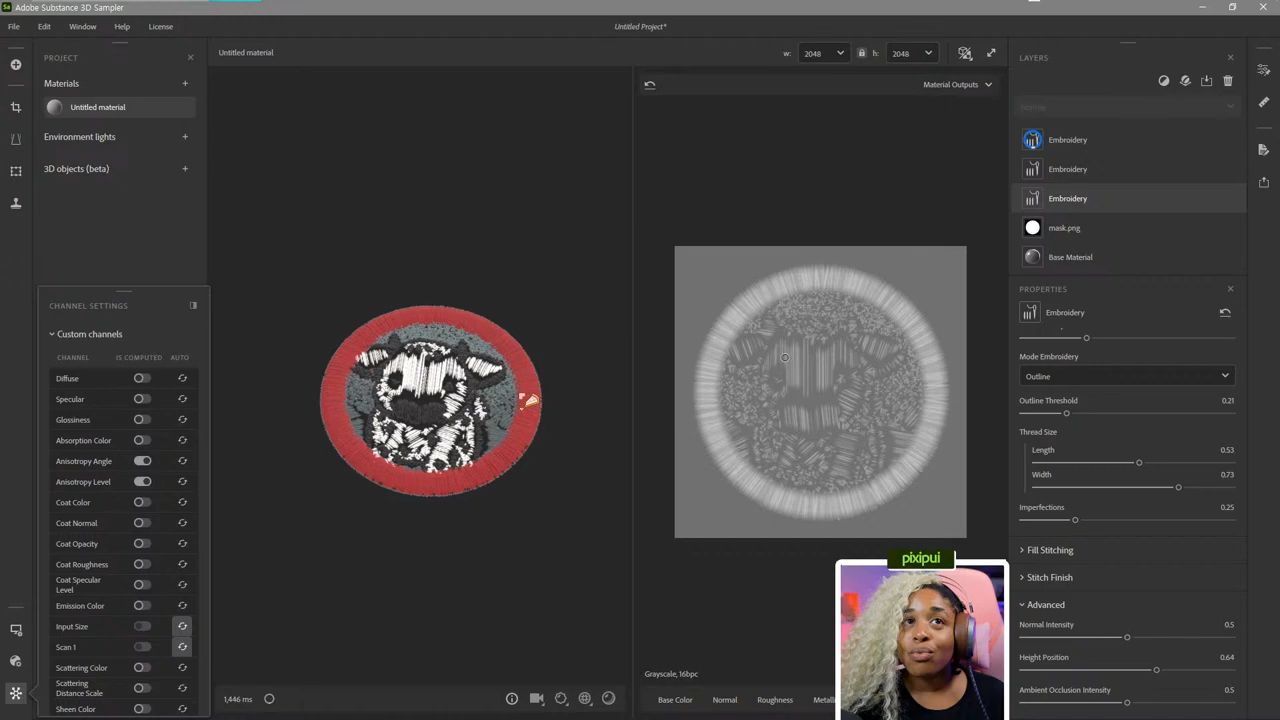 Adobe Substance 3D Sampler
File
Edit
Window
Help
License
Untitled Project*
PROJECT
Materials
Untitled material
Environment lights
3D objects (beta)
CHANNEL SETTINGS
Custom channels
CHANNEL
IS COMPUTED
AUTO
Diffuse
Specular
Glossiness
Absorption Color
Anisotropy Angle
Anisotropy Level
Coat Color
Coat Normal
Coat Opacity
Coat Roughness
Coat Specular
Level
Emission Color
Input Size
Scan 1
Scattering Color
Scattering
Distance Scale
Sheen Color
Untitled material
w:
2048
h:
2048
Material Outputs
1,446 ms
Grayscale, 16bpc
Base Color
Normal
Roughness
pixipui
LAYERS
Embroidery
Embroidery
Embroidery
mask.png
Base Material
PROPERTIES
Embroidery
Mode Embroidery
Outline
Outline Threshold
0.21
Thread Size
Length
0.53
Width
0.73
Imperfections
0.25
Fill Stitching
Stitch Finish
Advanced
Normal Intensity
0.5
Height Position
0.64
Ambient Occlusion Intensity
0.5